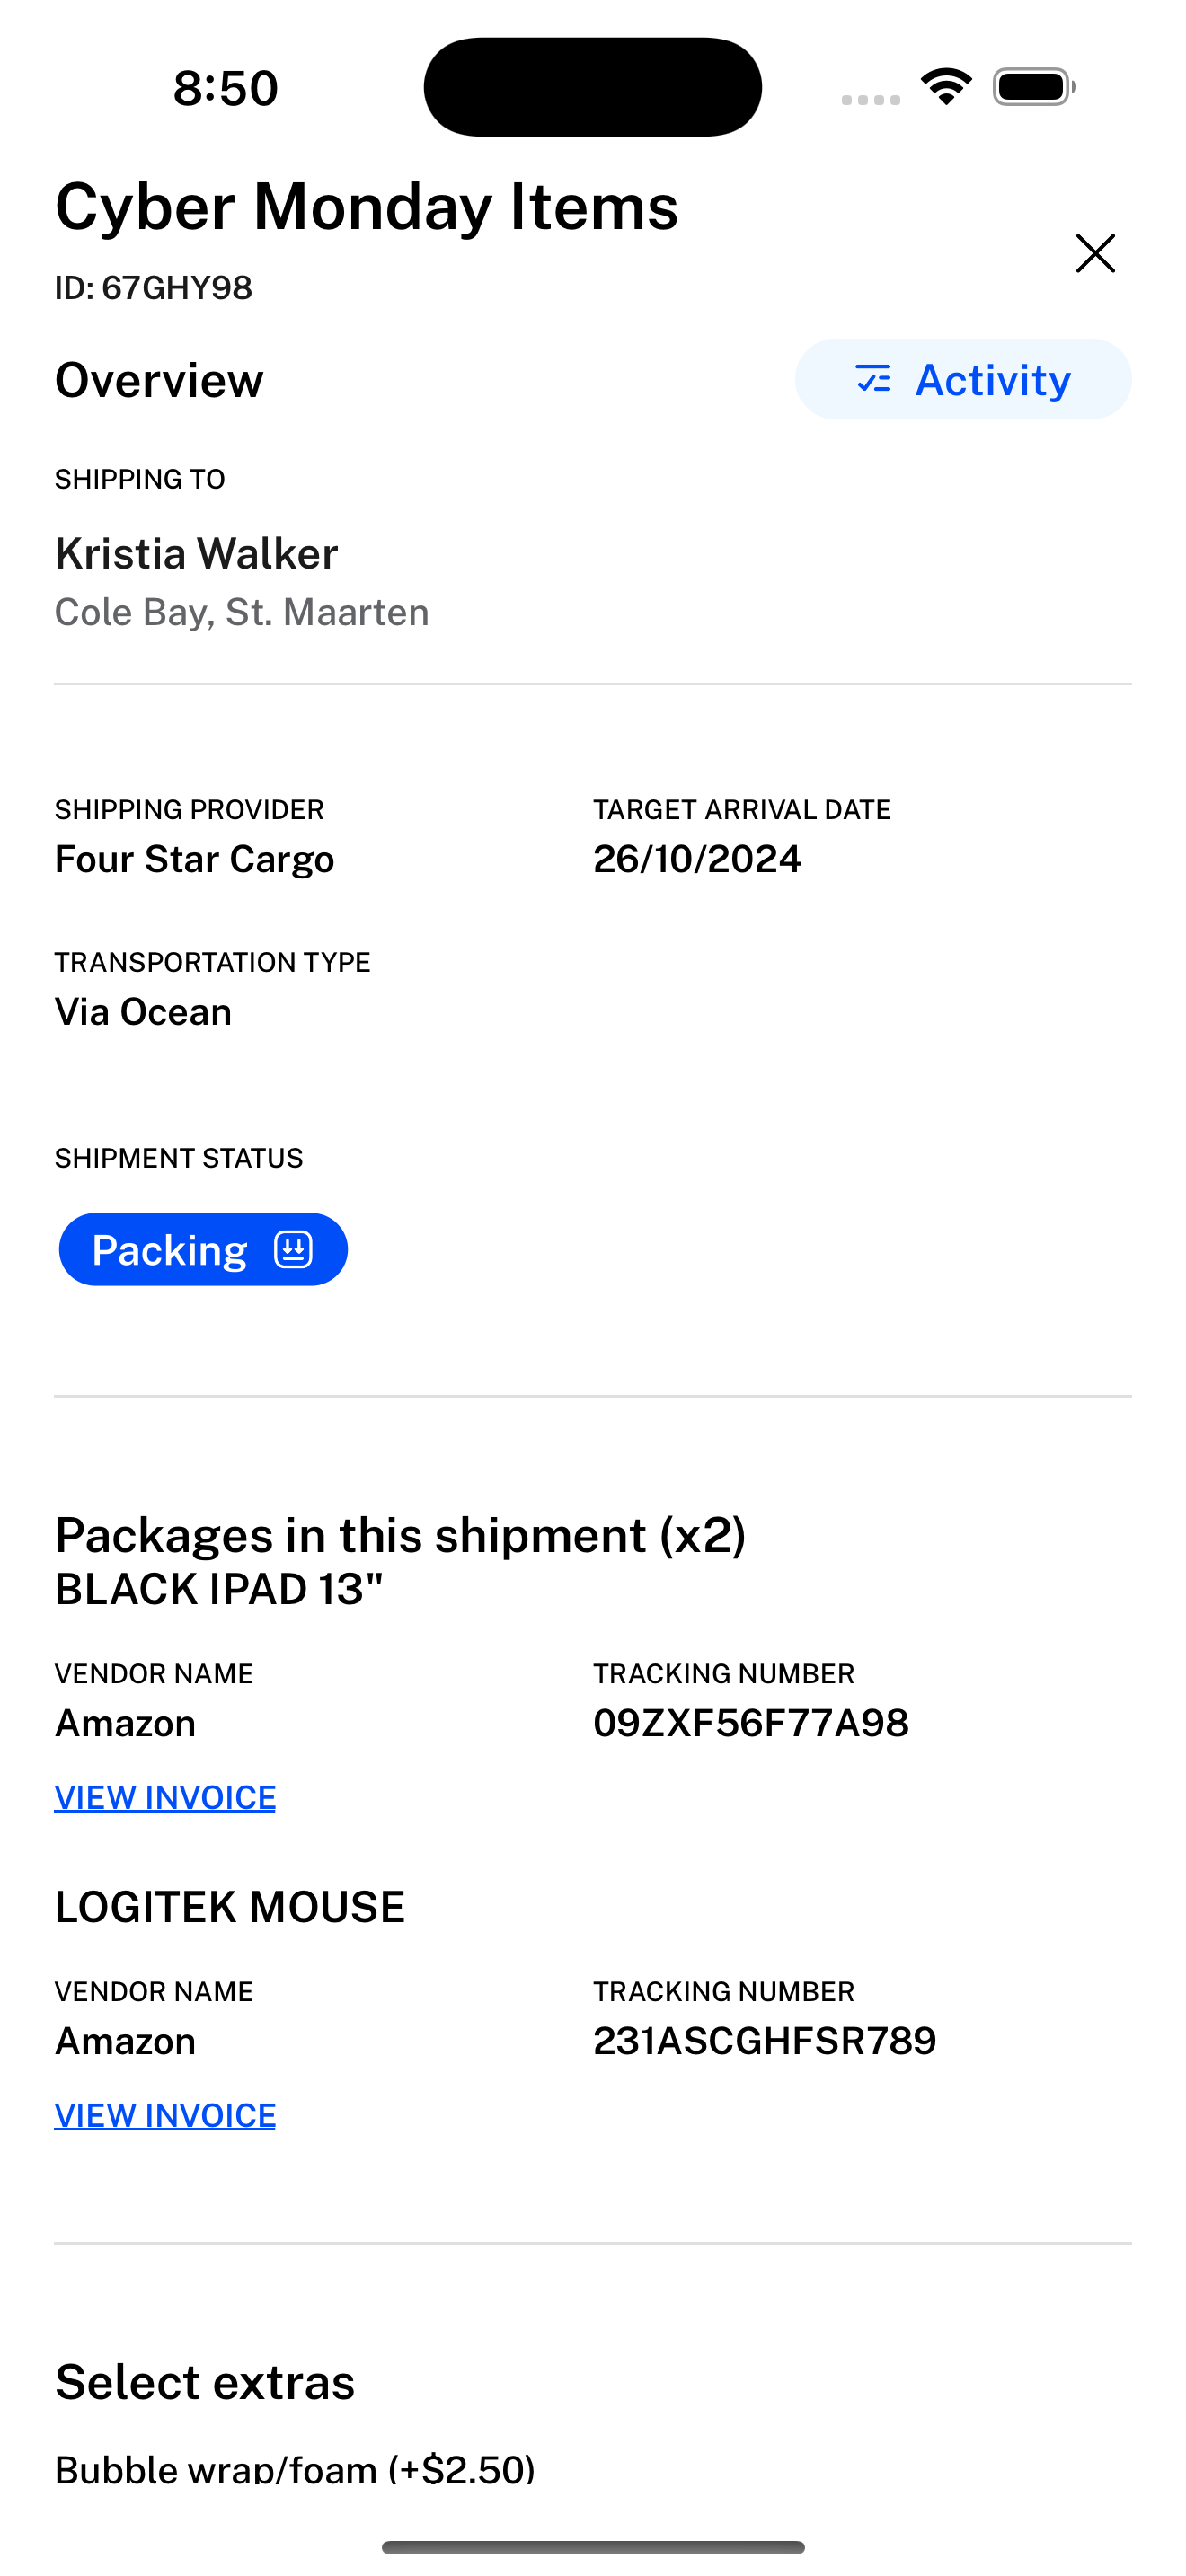 8:50
Cyber Monday Items
ID: 67GHY98
Overview
Activity
SHIPPING TO
Kristia Walker
Cole Bay, St. Maarten
SHIPPING PROVIDER
TARGET ARRIVAL DATE
Four Star Cargo
26/10/2024
TRANSPORTATION TYPE
Via Ocean
SHIPMENT STATUS
Packing
Packages in this shipment (x2)
BLACK IPAD 13"
VENDOR NAME
TRACKING NUMBER
Amazon
09ZXF56F77A98
VIEW INVOICE
LOGITEK MOUSE
VENDOR NAME
TRACKING NUMBER
Amazon
231ASCGHFSR789
VIEW INVOICE
Select extras
Bubble wrap/foam (+$2.50)